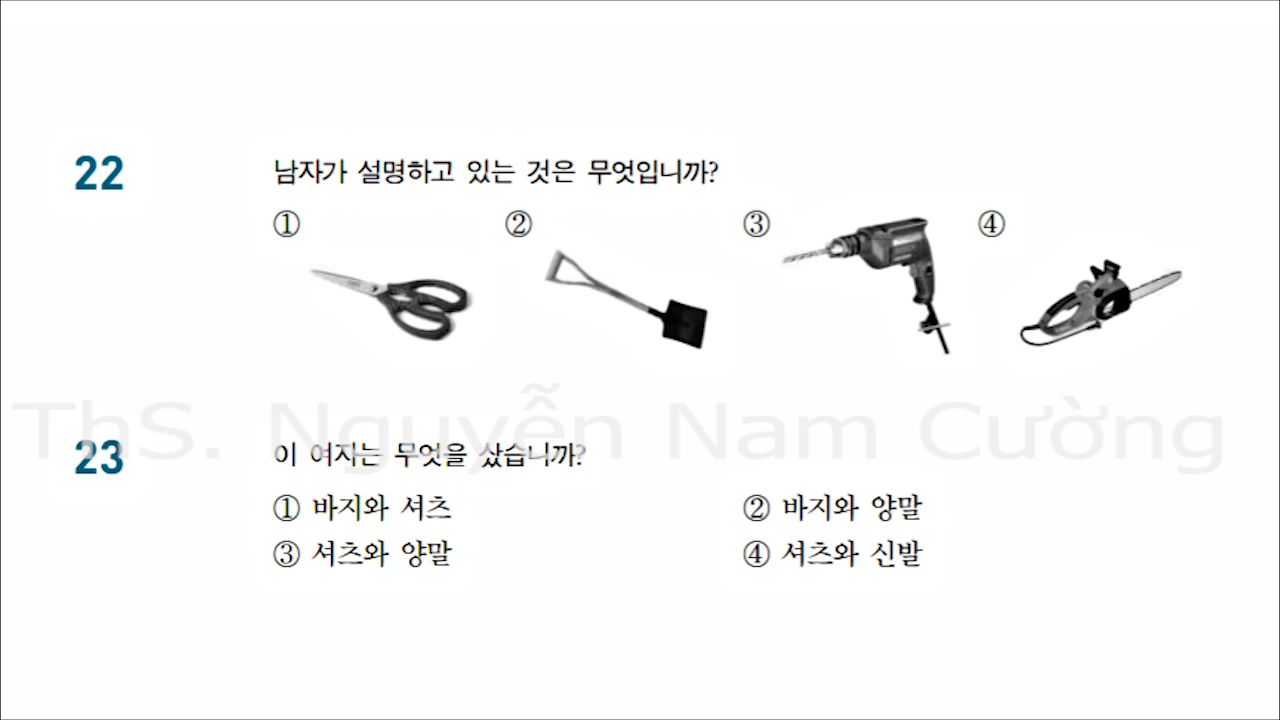 22 남자가 설명하고 있는 것은 무엇입니까?
① ② ③ ④
ThS. Nguyễn Nam Cường
23 이 여자는 무엇을 샀습니까?
① 바지와 셔츠 ② 바지와 양말
③ 셔츠와 양말 ④ 셔츠와 신발